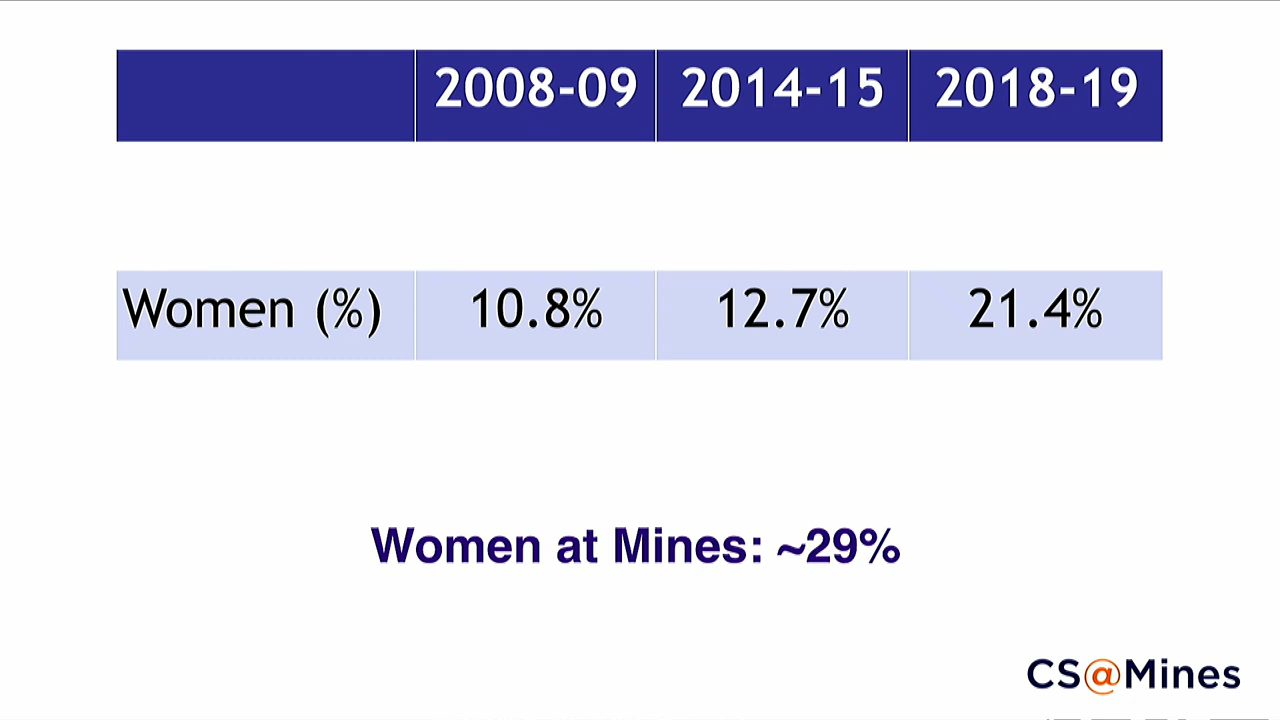 2008-09 2014-15 2018-19
Women (%) 10.8% 12.7% 21.4%
Women at Mines: ~29%
CS@Mines